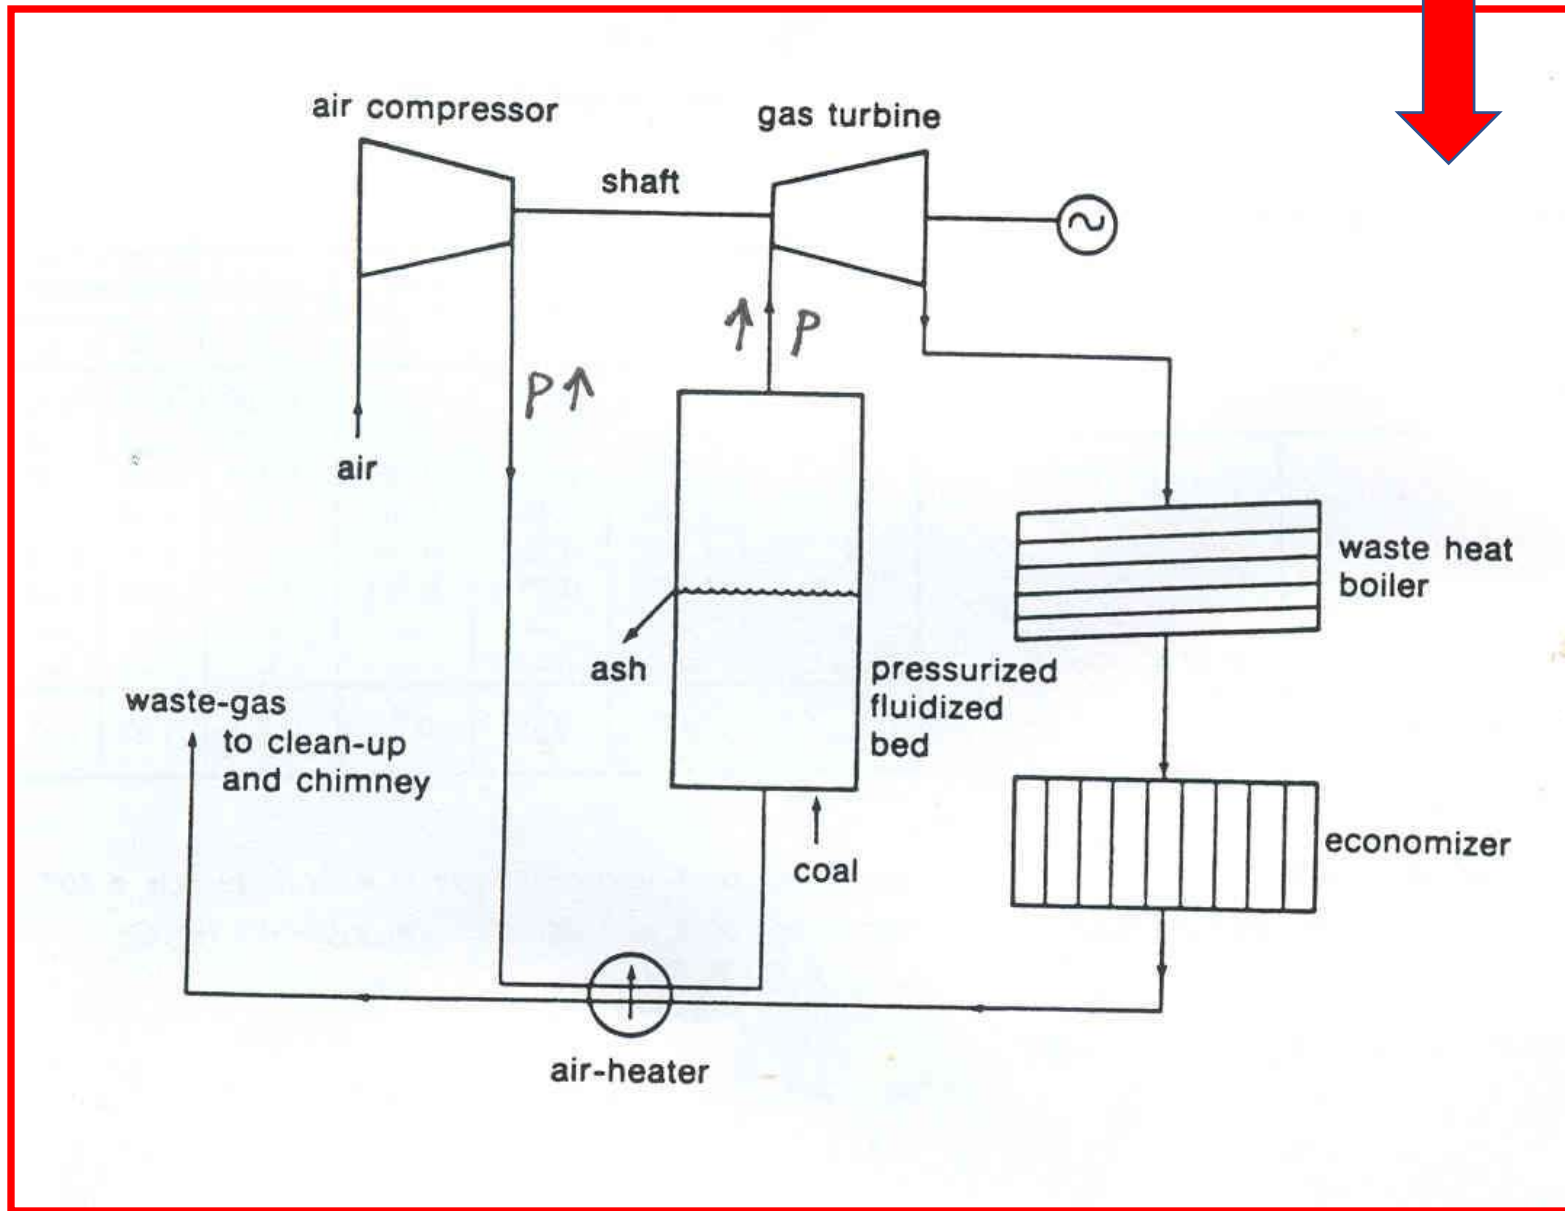 air compressor
gas turbine
shaft
↑ P
P ↑
air
waste heat
boiler
ash
pressurized
fluidized
bed
waste-gas
to clean-up
and chimney
economizer
coal
air-heater